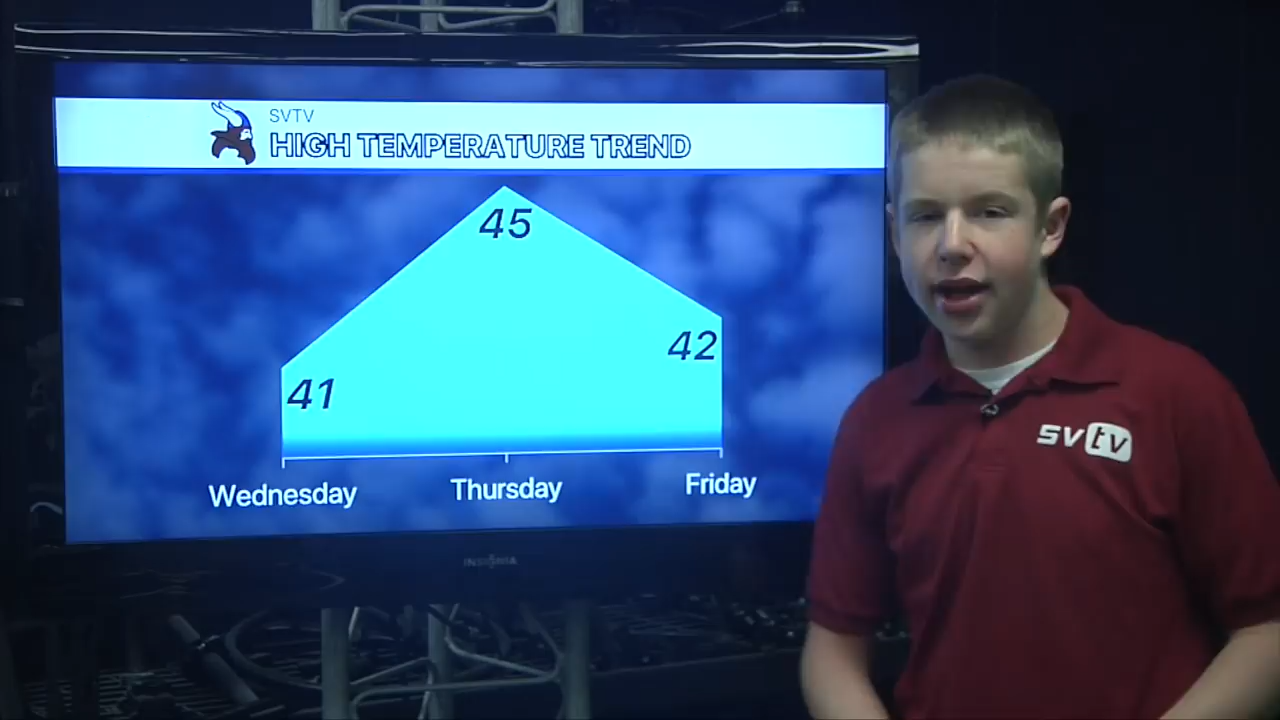 SVTV
HIGH TEMPERATURE TREND
45
42
41
Wednesday Thursday Friday
INSIGNIA
SVtv